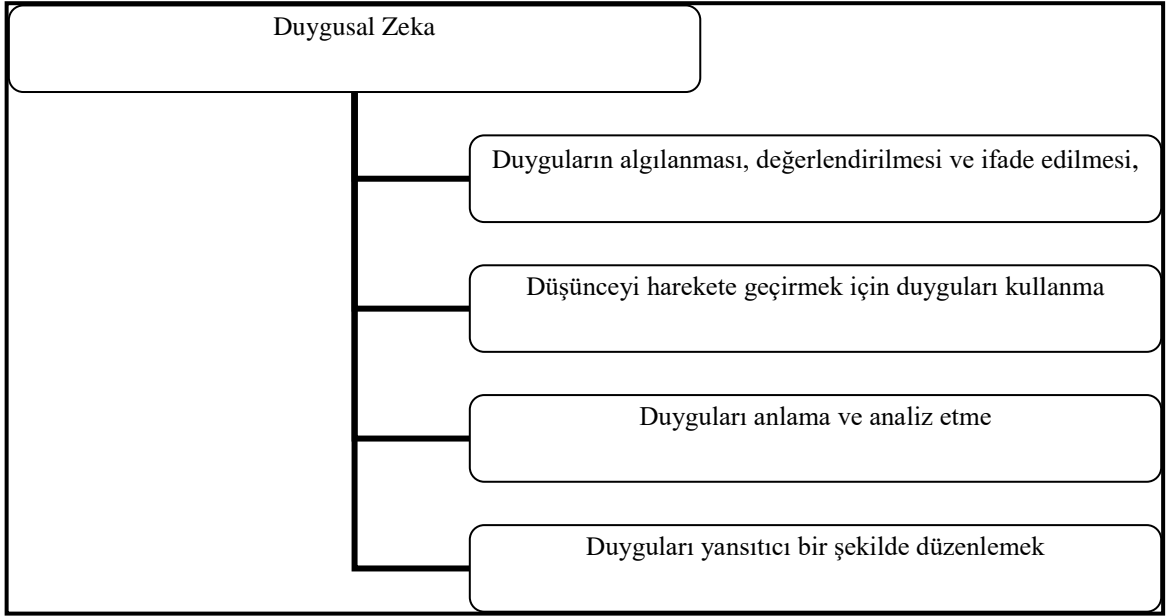 Duygusal Zeka
Duyguların algılanması, değerlendirilmesi ve ifade edilmesi,
Düşünceyi harekete geçirmek için duyguları kullanma
Duyguları anlama ve analiz etme
Duyguları yansıtıcı bir şekilde düzenlemek